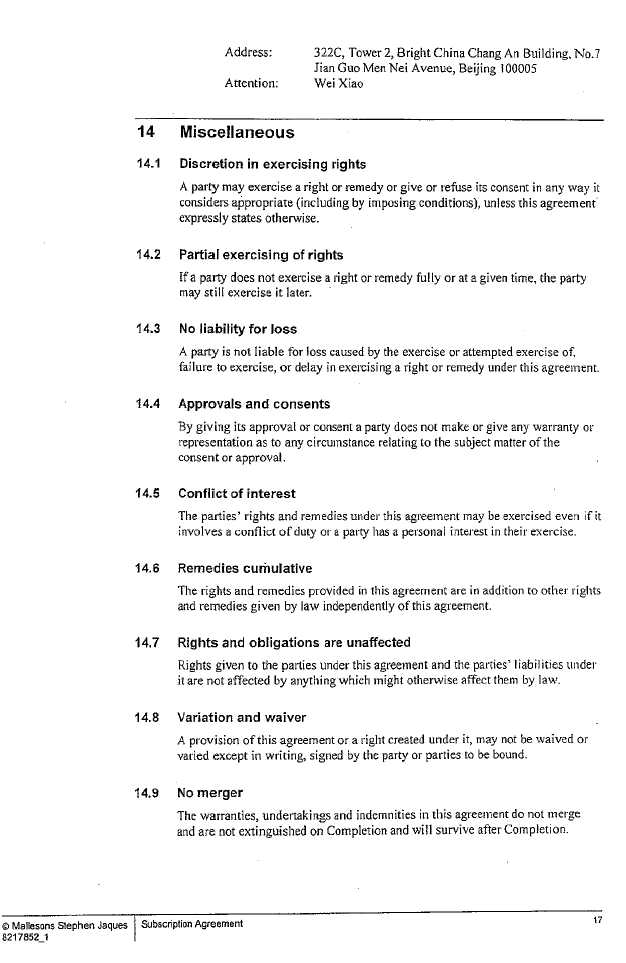 Address: 322C, Tower 2, Bright China Chang An Building, No.7
Jian Guo Men Nei Avenue, Beijing 100005
Attention: Wei Xiao
14 Miscellaneous
14.1 Discretion in exercising rights
A party may exercise a right or remedy or give or refuse its consent in any way it
considers appropriate (including by imposing conditions), unless this agreement
expressly states otherwise.
14.2 Partial exercising of rights
If a party does not exercise a right or remedy fully or at a given time, the party
may still exercise it later.
14.3 No liability for loss
A party is not liable for loss caused by the exercise or attempted exercise of,
failure to exercise, or delay in exercising a right or remedy under this agreement.
14.4 Approvals and consents
By giving its approval or consent a party does not make or give any warranty or
representation as to any circumstance relating to the subject matter of the
consent or approval.
14.5 Conflict of interest
The parties' rights and remedies under this agreement may be exercised even if it
involves a conflict of duty or a party has a personal interest in their exercise.
14.6 Remedies cumulative
The rights and remedies provided in this agreement are in addition to other rights
and remedies given by law independently of this agreement.
14.7 Rights and obligations are unaffected
Rights given to the parties under this agreement and the parties' liabilities under
it are not affected by anything which might otherwise affect them by law.
14.8 Variation and waiver
A provision of this agreement or a right created under it, may not be waived or
varied except in writing, signed by the party or parties to be bound.
14.9 No merger
The warranties, undertakings and indemnities in this agreement do not merge
and are not extinguished on Completion and will survive after Completion.
© Mallesons Stephen Jaques Subscription Agreement 17
8217852_1